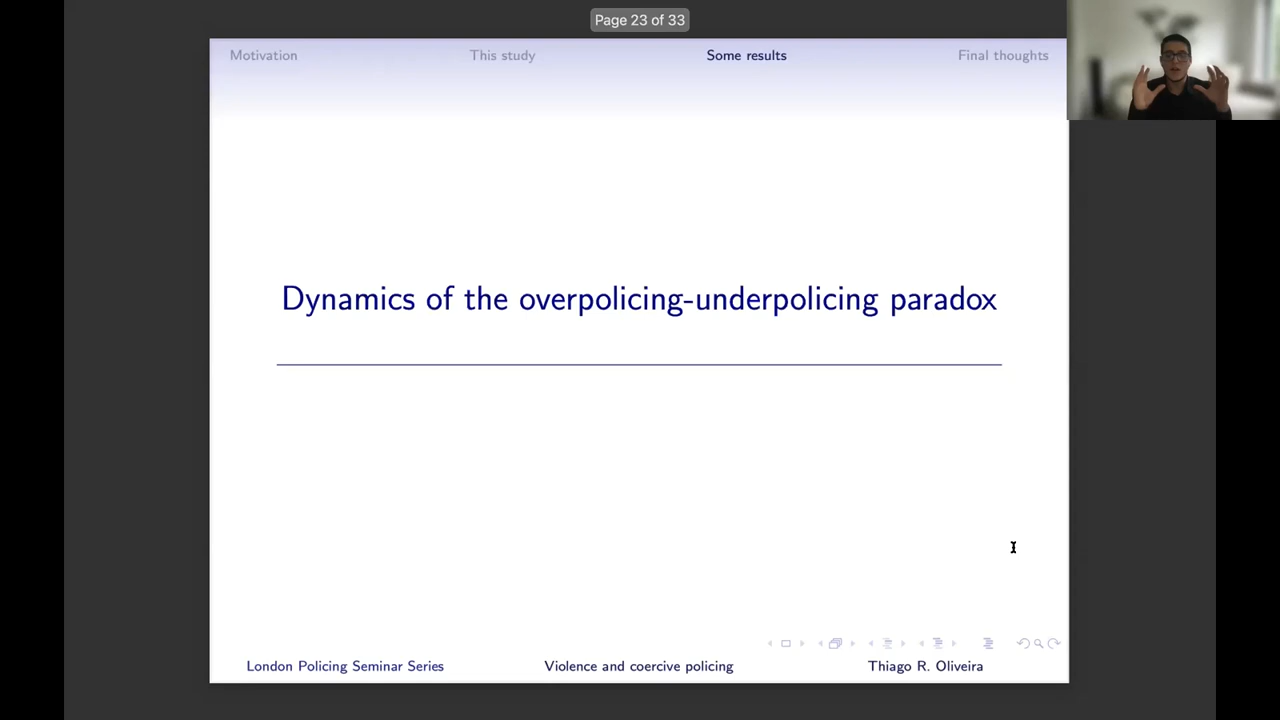 Page 23 of 33
Motivation This study Some results Final thoughts
Dynamics of the overpolicing-underpolicing paradox
London Policing Seminar Series Violence and coercive policing Thiago R. Oliveira